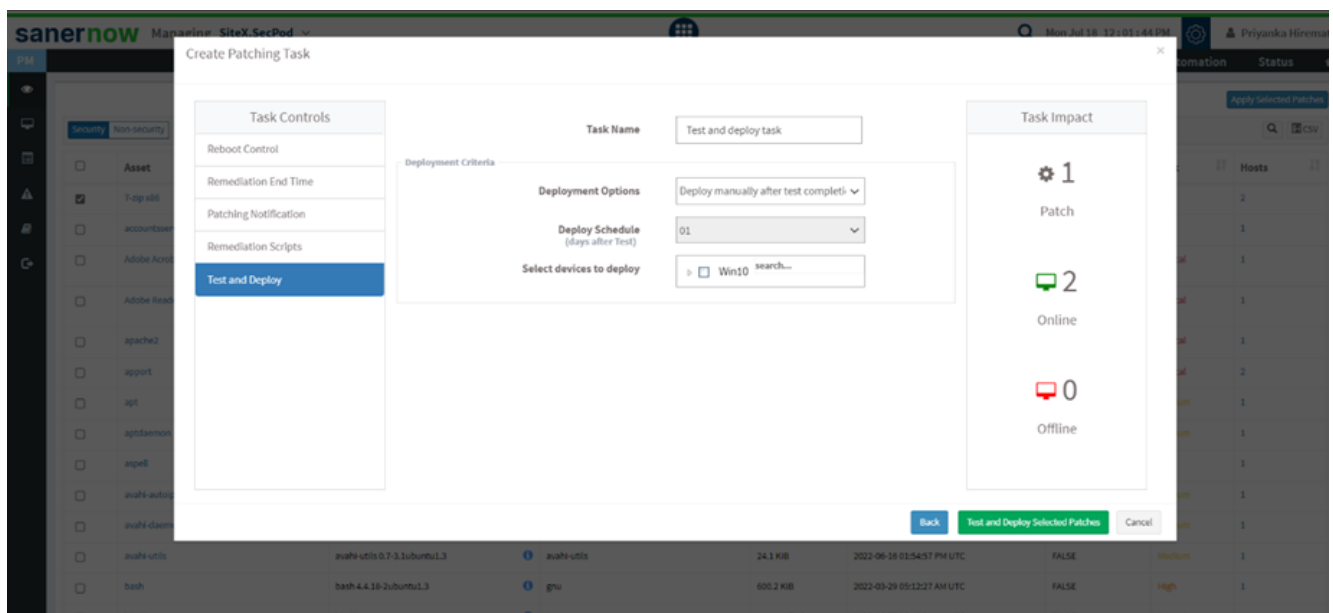 sanernow Managing SiteX.SecPod
Mon Jul 18 12:01:44 PM
Priyanka Hiremat
PM
Status
Apply Selected Patches
Security Non-security
CSV
Asset
Hosts
7-zip x86
2
1
1
1
apache2
1
apport
2
apt
1
aptdaemon
1
aspell
1
1
1
avahi-utils avahi-utils 0.7-3.1ubuntu1.3 avahi-utils 24.1 KiB 2022-06-16 01:54:57 PM UTC FALSE Medium 1
bash bash 4.4.18-2ubuntu1.3 gnu 600.2 KiB 2022-03-29 05:12:27 AM UTC FALSE High 1
Create Patching Task
×
Task Controls
Reboot Control
Remediation End Time
Patching Notification
Remediation Scripts
Test and Deploy
Task Name Test and deploy task
Deployment Criteria
Deployment Options Deploy manually after test completi
Deploy Schedule 01
(days after Test)
Select devices to deploy Win10 search...
Task Impact
1
Patch
2
Online
0
Offline
Back Test and Deploy Selected Patches Cancel